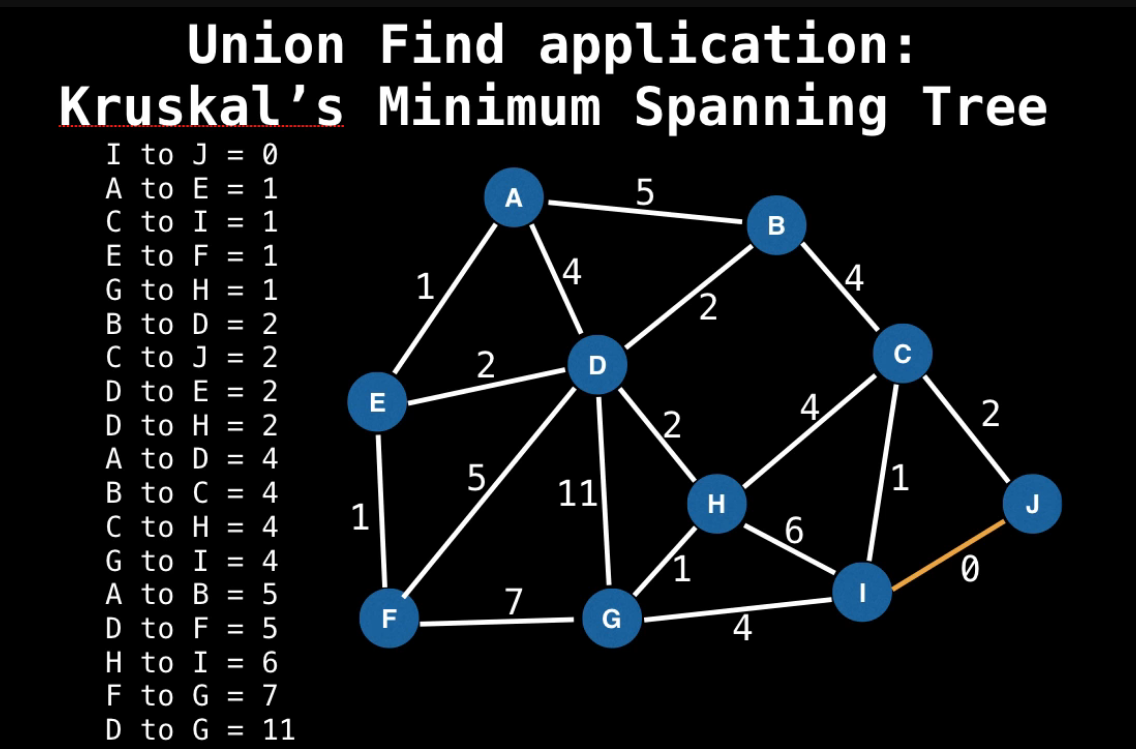 Union Find application:
Kruskal’s Minimum Spanning Tree
I to J = 0
A to E = 1
C to I = 1
E to F = 1
G to H = 1
B to D = 2
C to J = 2
D to E = 2
D to H = 2
A to D = 4
B to C = 4
C to H = 4
G to I = 4
A to B = 5
D to F = 5
H to I = 6
F to G = 7
D to G = 11
A
5
B
1
4
2
4
E
2
D
C
1
5
11
2
4
1
2
H
6
J
F
7
G
1
4
I
0